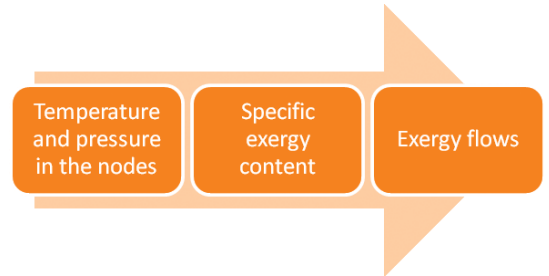 Temperature
and pressure
in the nodes
Specific
exergy
content
Exergy flows